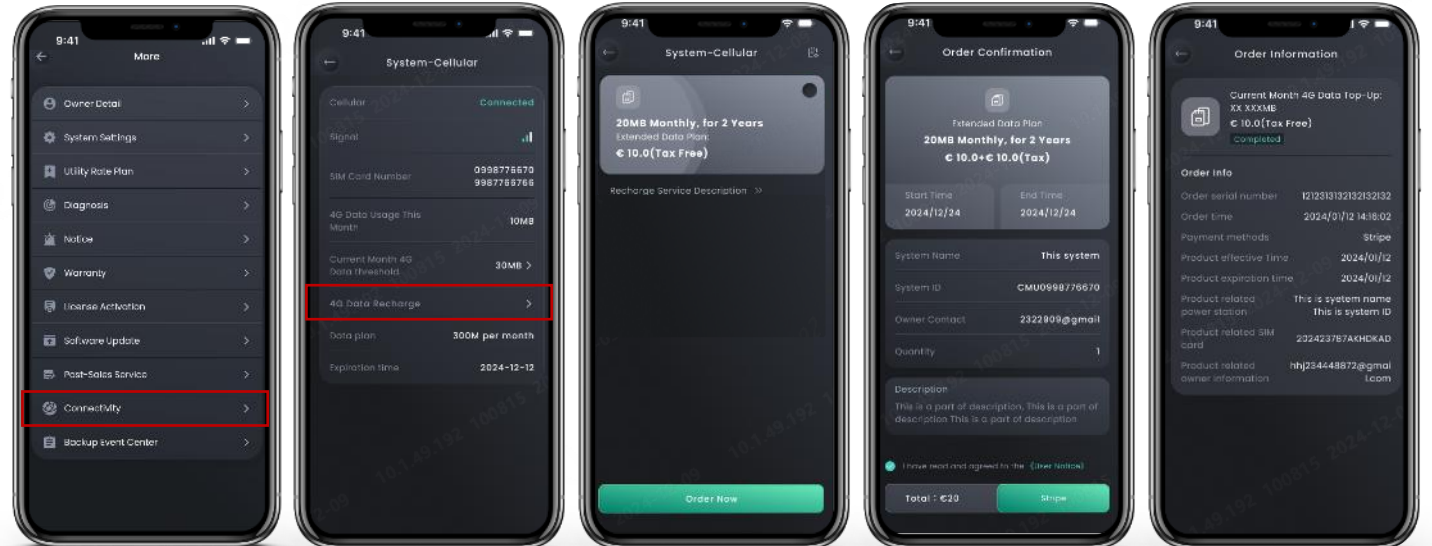 9:41
More
Owner Detail
System Settings
Utility Rate Plan
Diagnosis
Notice
Warranty
License Activation
Software Update
Post-Sales Service
Connectivity
Backup Event Center
9:41
System-Cellular
Cellular Connected
Signal
SIM Card Number 0998776670
9987766766
4G Data Usage This
Month 10MB
Current Month 4G
Data threshold 30MB >
4G Data Recharge >
Data plan 300M per month
Expiration time 2024-12-12
9:41
System-Cellular
20MB Monthly, for 2 Years
Extended Data Plan:
€ 10.0(Tax Free)
Recharge Service Description >>
Order Now
9:41
Order Confirmation
Extended Data Plan
20MB Monthly, for 2 Years
€ 10.0+€ 10.0(Tax)
Start Time End Time
2024/12/24 2024/12/24
System Name This system
System ID CMU0998776670
Owner Contact 2322909@gmail
Quantity 1
Description
This is a part of description, This is a part of
description This is a part of description
I have read and agreed to the 《User Notice》
Total : €20 Stripe
9:41
Order Information
Current Month 4G Data Top-Up:
XX XXXMB
€ 10.0(Tax Free)
Completed
Order Info
Order serial number 1212313132132132132
Order time 2024/01/12 14:16:02
Payment methods Stripe
Product effective Time 2024/01/12
Product expiration time 2024/01/12
Product related
power station This is syetem name
This is system ID
Product related SIM
card 202423787AKHDKAD
Product related
owner information hhj234448872@gmai
l.com